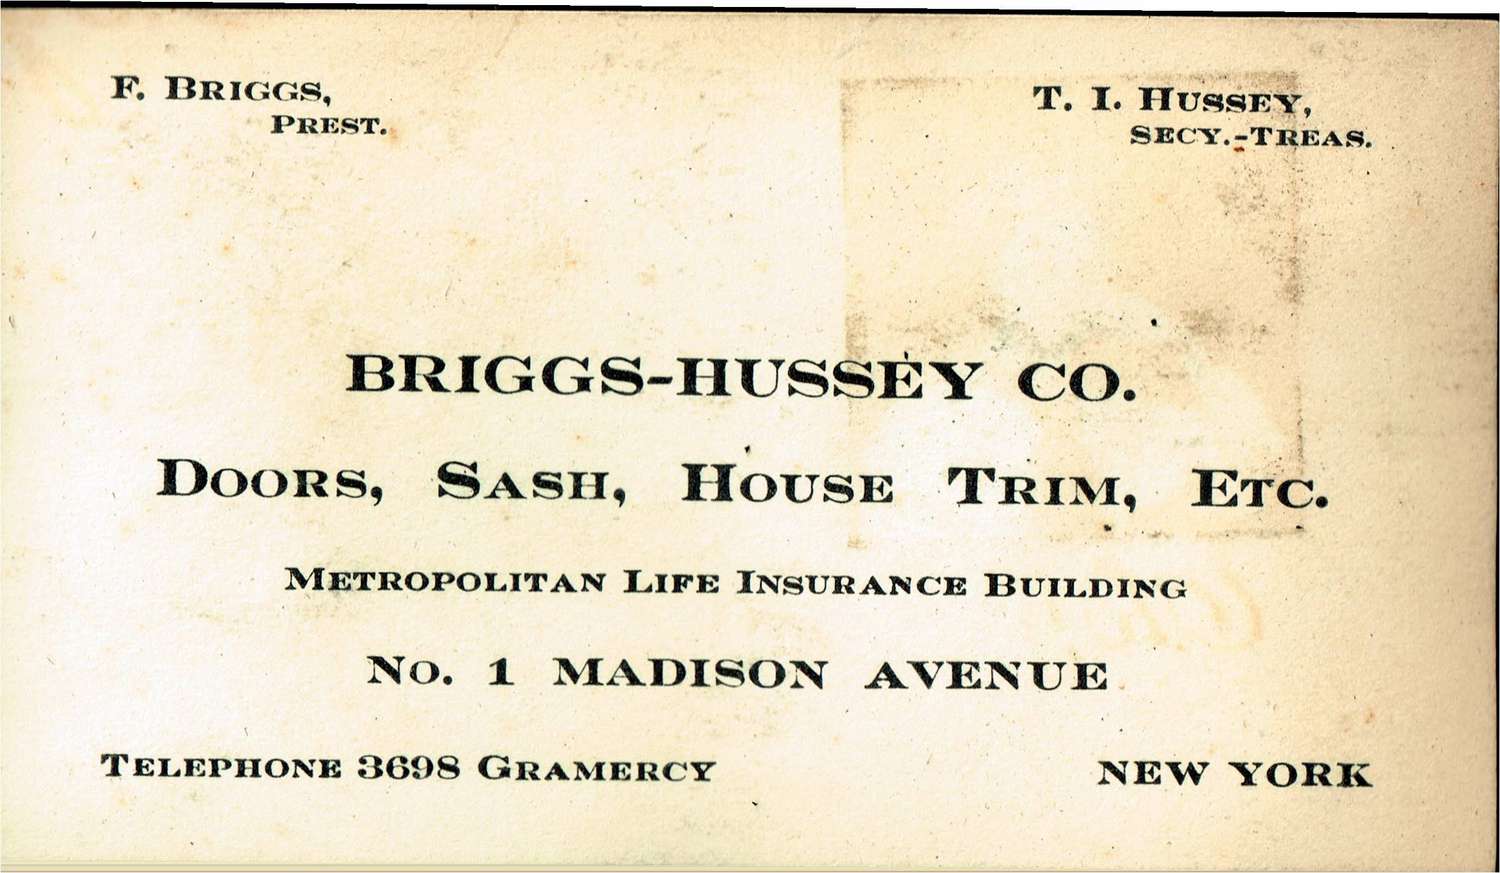 F. Briggs,
Prest.
T. I. Hussey,
Secy.-Treas.
BRIGGS-HUSSEY CO.
Doors, Sash, House Trim, Etc.
Metropolitan Life Insurance Building
No. 1 Madison Avenue
Telephone 3698 Gramercy
New York